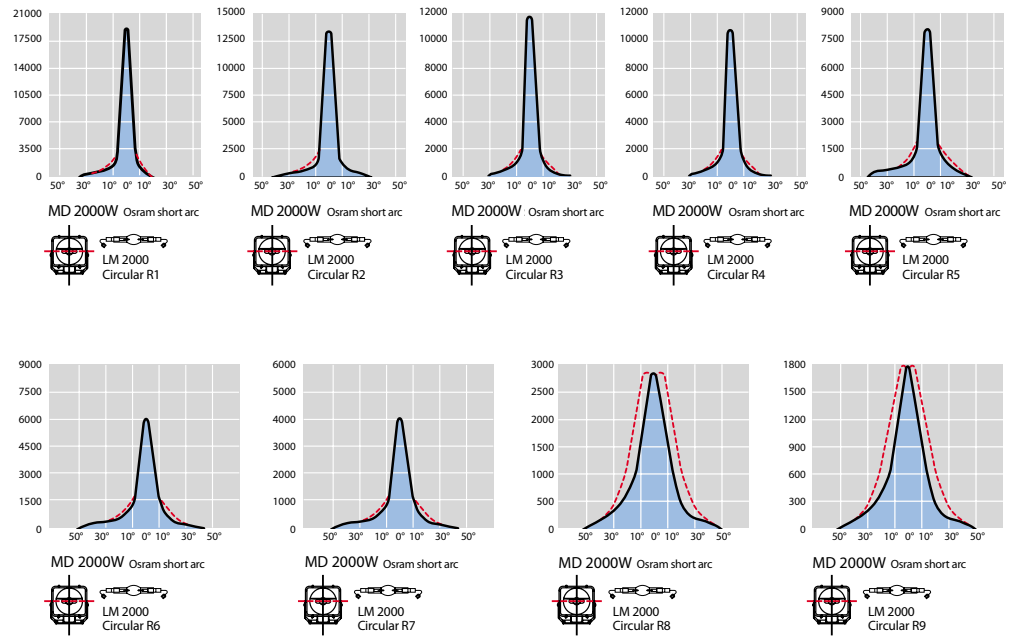 21000
17500
14000
10500
7000
3500
0
50° 30° 10° 0° 10° 30° 50°
MD 2000W Osram short arc
LM 2000
Circular R1
15000
12500
10000
7500
5000
2500
0
50° 30° 10° 0° 10° 30° 50°
MD 2000W Osram short arc
LM 2000
Circular R2
12000
10000
8000
6000
4000
2000
0
50° 30° 10° 0° 10° 30° 50°
MD 2000W Osram short arc
LM 2000
Circular R3
12000
10000
8000
6000
4000
2000
0
50° 30° 10° 0° 10° 30° 50°
MD 2000W Osram short arc
LM 2000
Circular R4
9000
7500
6000
4500
3000
1500
0
50° 30° 10° 0° 10° 30° 50°
MD 2000W Osram short arc
LM 2000
Circular R5
9000
7500
6000
4500
3000
1500
0
50° 30° 10° 0° 10° 30° 50°
MD 2000W Osram short arc
LM 2000
Circular R6
6000
5000
4000
3000
2000
1000
0
50° 30° 10° 0° 10° 30° 50°
MD 2000W Osram short arc
LM 2000
Circular R7
3000
2500
2000
1500
1000
500
0
50° 30° 10° 0° 10° 30° 50°
MD 2000W Osram short arc
LM 2000
Circular R8
1800
1500
1200
900
600
300
0
50° 30° 10° 0° 10° 30° 50°
MD 2000W Osram short arc
LM 2000
Circular R9